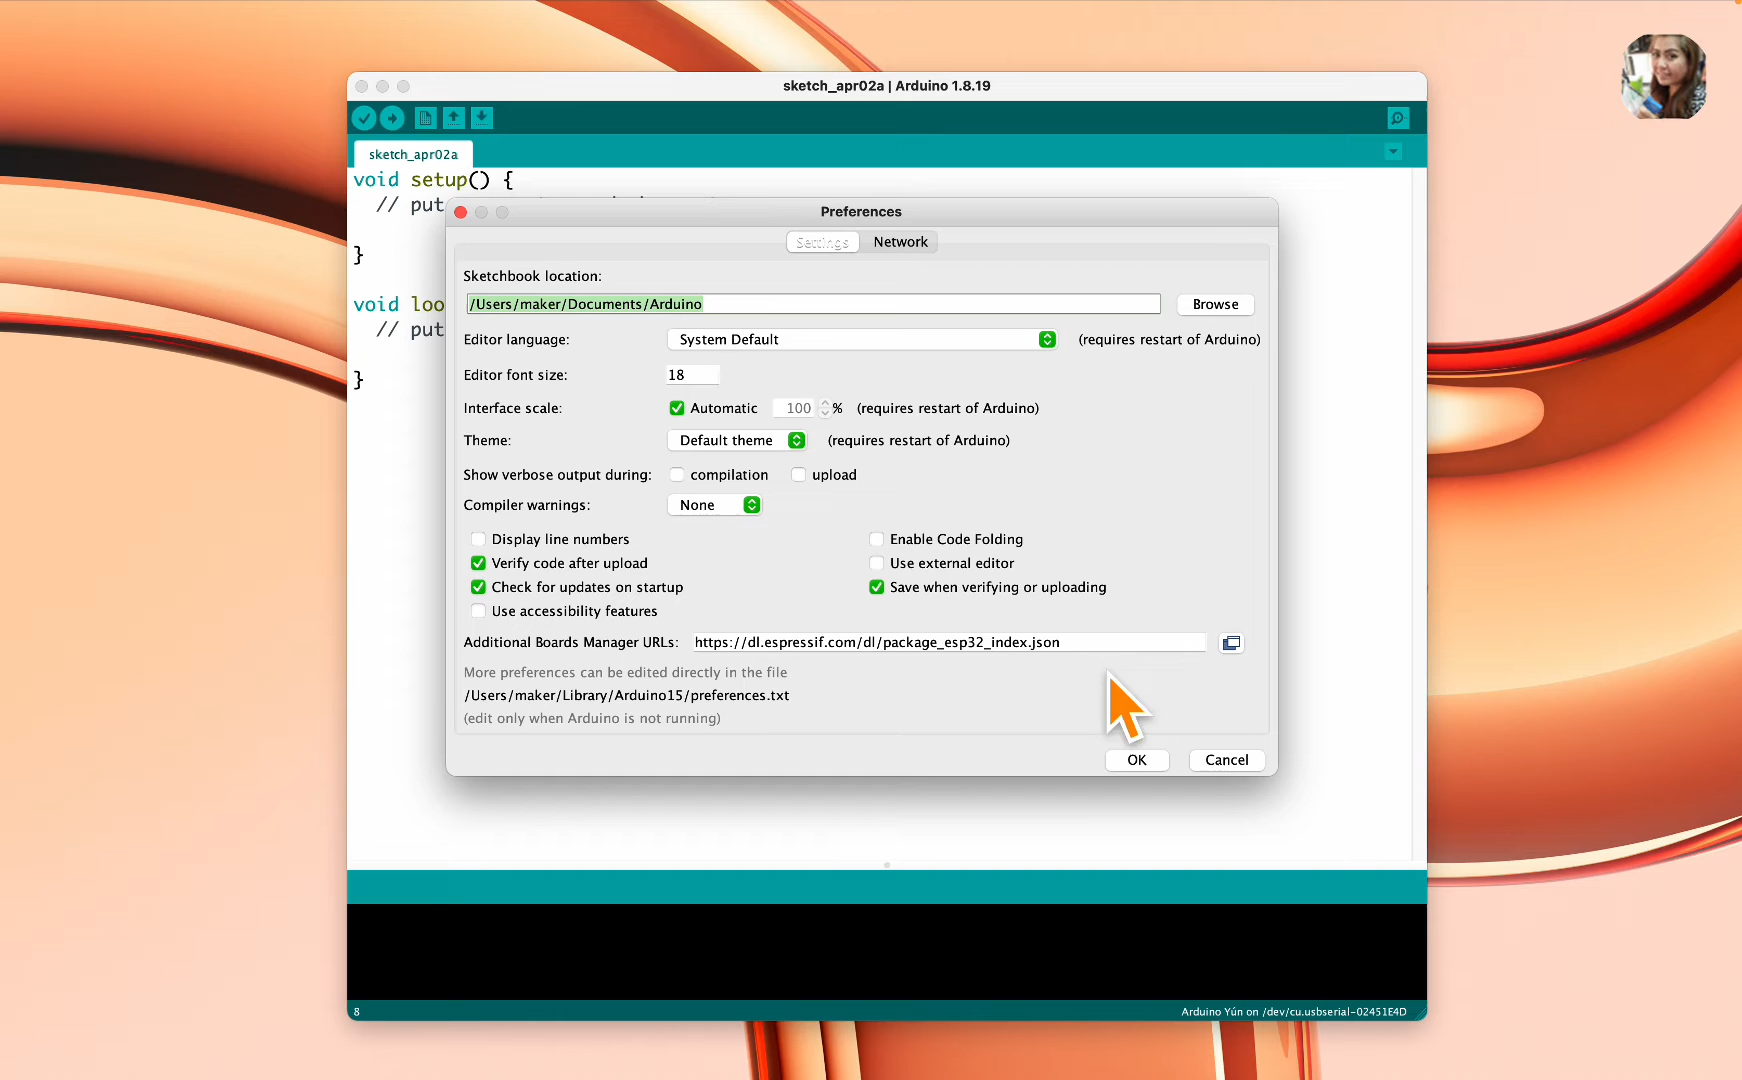 sketch_apr02a | Arduino 1.8.19
sketch_apr02a
void setup() {
// put
}
void loo
// put
}
Preferences
Settings Network
Sketchbook location:
/Users/maker/Documents/Arduino Browse
Editor language: System Default (requires restart of Arduino)
Editor font size: 18
Interface scale: Automatic 100 % (requires restart of Arduino)
Theme: Default theme (requires restart of Arduino)
Show verbose output during: compilation upload
Compiler warnings: None
Display line numbers Enable Code Folding
Verify code after upload Use external editor
Check for updates on startup Save when verifying or uploading
Use accessibility features
Additional Boards Manager URLs: https://dl.espressif.com/dl/package_esp32_index.json
More preferences can be edited directly in the file
/Users/maker/Library/Arduino15/preferences.txt
(edit only when Arduino is not running)
OK Cancel
8 Arduino Yún on /dev/cu.usbserial-02451E4D